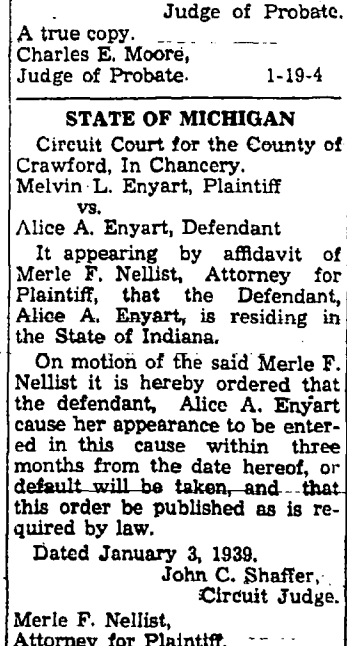 Judge of Probate.
A true copy.
Charles E. Moore,
Judge of Probate. 1-19-4
STATE OF MICHIGAN
Circuit Court for the County of
Crawford, In Chancery.
Melvin L. Enyart, Plaintiff
vs.
Alice A. Enyart, Defendant
It appearing by affidavit of
Merle F. Nellist, Attorney for
Plaintiff, that the Defendant,
Alice A. Enyart, is residing in
the State of Indiana.
On motion of the said Merle F.
Nellist it is hereby ordered that
the defendant, Alice A. Enyart
cause her appearance to be enter-
ed in this cause within three
months from the date hereof, or
default will be taken, and that
this order be published as is re-
quired by law.
Dated January 3, 1939.
John C. Shaffer,
Circuit Judge.
Merle F. Nellist,
Attorney for Plaintiff.